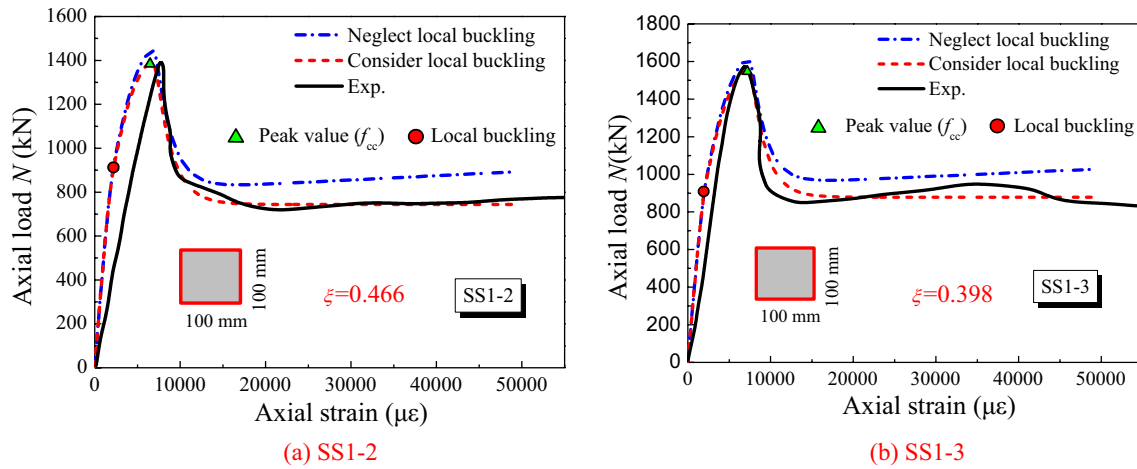 1600
1400
1200
1000
800
600
400
200
0
Axial load N (kN)
Neglect local buckling
Consider local buckling
Exp.
Peak value (fcc)
Local buckling
100 mm
100 mm
ξ=0.466
SS1-2
0
10000
20000
30000
40000
50000
Axial strain (με)
(a) SS1-2
1800
1600
1400
1200
1000
800
600
400
200
0
Axial load N(kN)
Neglect local buckling
Consider local buckling
Exp.
Peak value (fcc)
Local buckling
100 mm
100 mm
ξ=0.398
SS1-3
0
10000
20000
30000
40000
50000
Axial strain (με)
(b) SS1-3